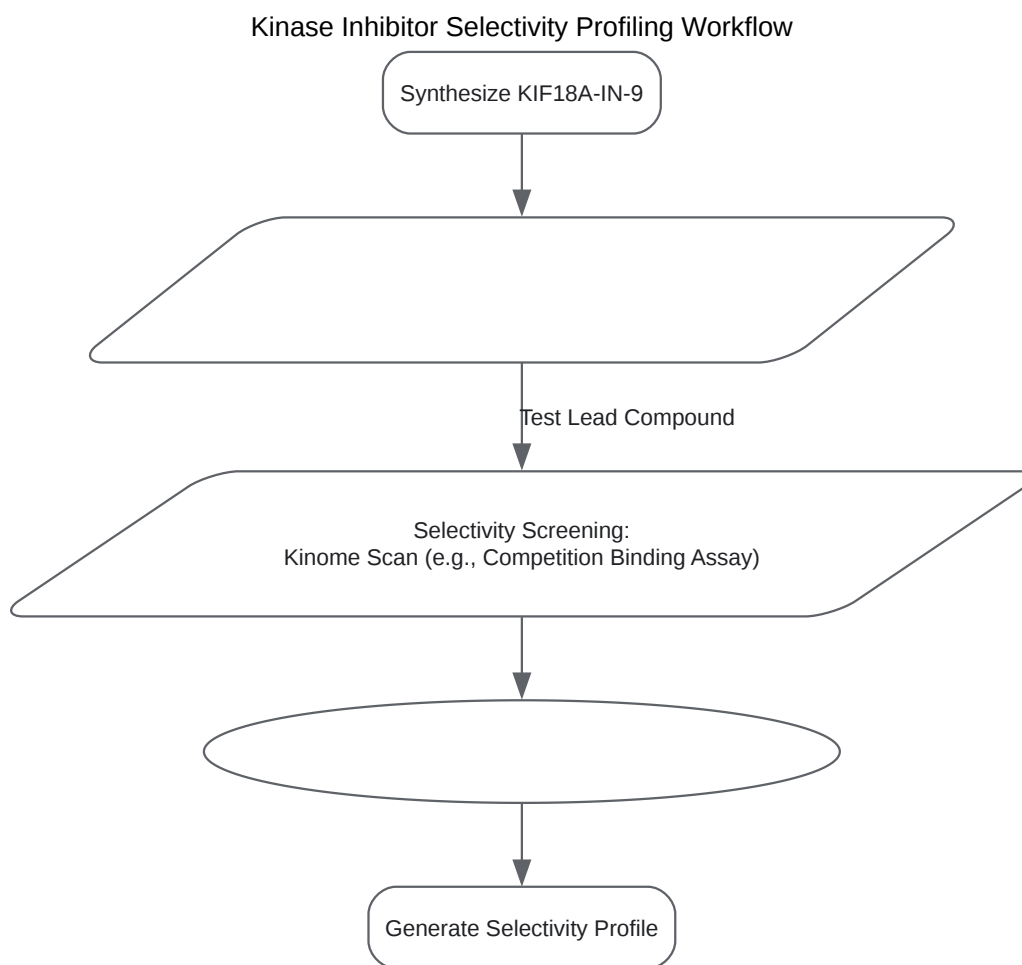 Kinase Inhibitor Selectivity Profiling Workflow
Synthesize KIF18A-IN-9
Test Lead Compound
Selectivity Screening:
Kinome Scan (e.g., Competition Binding Assay)
Generate Selectivity Profile